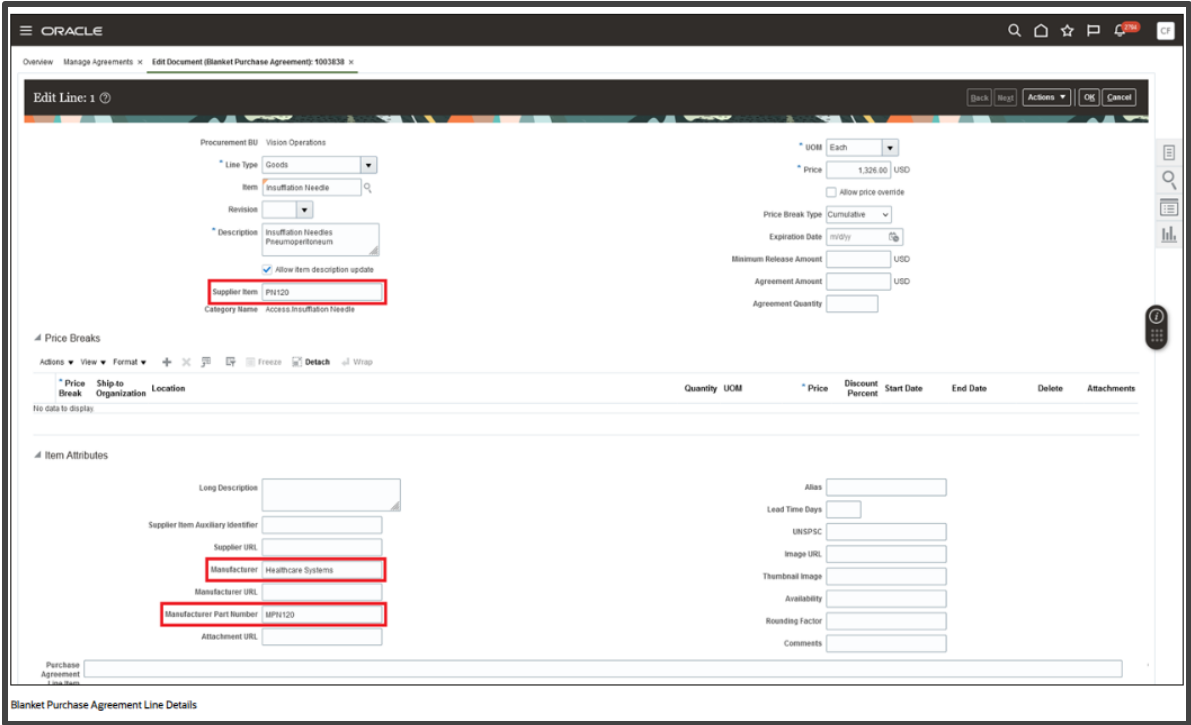 ORACLE
2794
CF
Overview Manage Agreements × Edit Document (Blanket Purchase Agreement): 1003838 ×
Edit Line: 1
Back Next Actions OK Cancel
Procurement BU Vision Operations
* Line Type Goods
Item Insufflation Needle
Revision
* Description Insufflation Needles
Pneumoperitoneum
Allow item description update
Supplier Item PN120
Category Name Access.Insufflation Needle
* UOM Each
* Price 1,326.00 USD
Allow price override
Price Break Type Cumulative
Expiration Date m/d/yy
Minimum Release Amount USD
Agreement Amount USD
Agreement Quantity
Price Breaks
Actions View Format Freeze Detach Wrap
* Price Break Ship-to Organization Location Quantity UOM * Price Discount Percent Start Date End Date Delete Attachments
No data to display.
Item Attributes
Long Description
Supplier Item Auxiliary Identifier
Supplier URL
Manufacturer Healthcare Systems
Manufacturer URL
Manufacturer Part Number MPN120
Attachment URL
Alias
Lead Time Days
UNSPSC
Image URL
Thumbnail Image
Availability
Rounding Factor
Comments
Purchase
Agreement
Line Item
Blanket Purchase Agreement Line Details